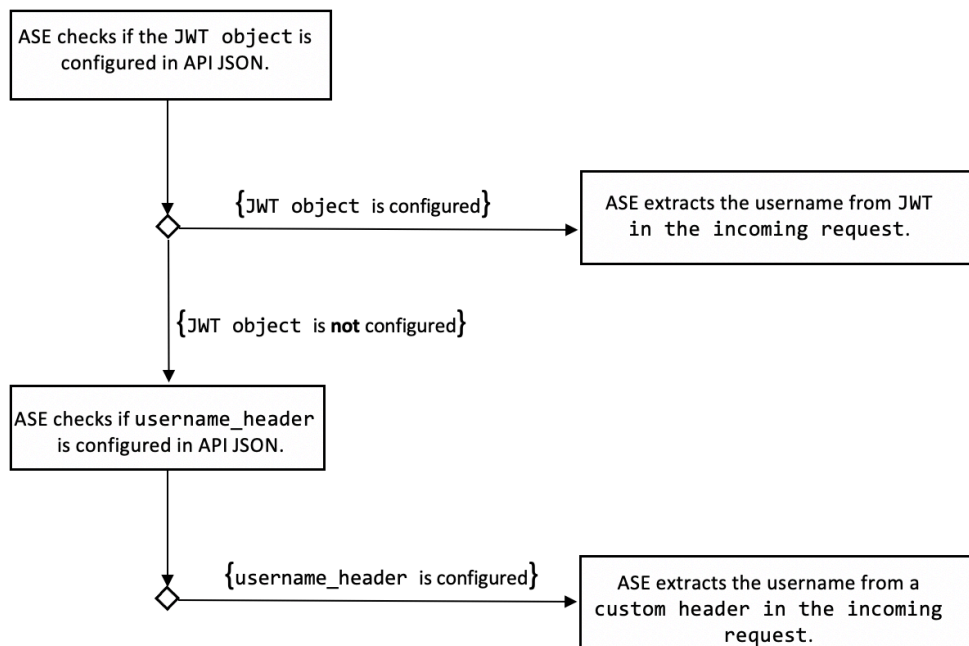 ASE checks if the JWT object is
configured in API JSON.
{JWT object is configured}
ASE extracts the username from JWT
in the incoming request.
{JWT object is not configured}
ASE checks if username_header
is configured in API JSON.
{username_header is configured}
ASE extracts the username from a
custom header in the incoming
request.